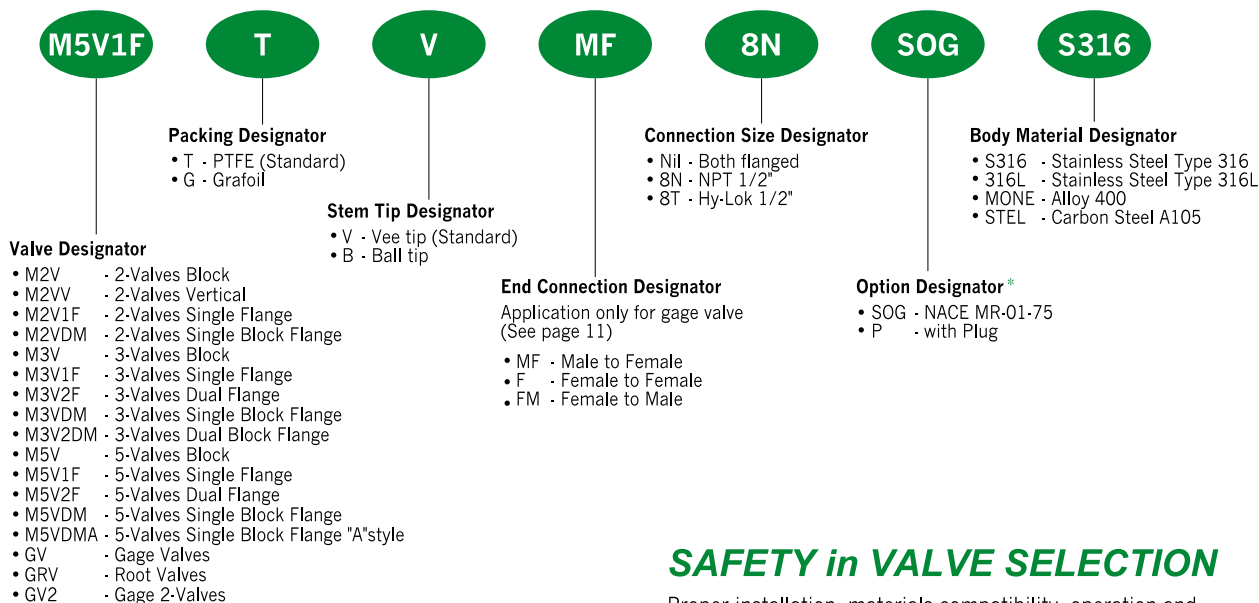 M5V1F T V MF 8N SOG S316
Packing Designator
• T - PTFE (Standard)
• G - Grafoil
Connection Size Designator
• Nil - Both flanged
• 8N - NPT 1/2"
• 8T - Hy-Lok 1/2"
Body Material Designator
• S316 - Stainless Steel Type 316
• 316L - Stainless Steel Type 316L
• MONE - Alloy 400
• STEL - Carbon Steel A105
Stem Tip Designator
• V - Vee tip (Standard)
• B - Ball tip
Valve Designator
• M2V - 2-Valves Block
• M2VV - 2-Valves Vertical
• M2V1F - 2-Valves Single Flange
• M2VDM - 2-Valves Single Block Flange
• M3V - 3-Valves Block
• M3V1F - 3-Valves Single Flange
• M3V2F - 3-Valves Dual Flange
• M3VDM - 3-Valves Single Block Flange
• M3V2DM - 3-Valves Dual Block Flange
• M5V - 5-Valves Block
• M5V1F - 5-Valves Single Flange
• M5V2F - 5-Valves Dual Flange
• M5VDM - 5-Valves Single Block Flange
• M5VDMA - 5-Valves Single Block Flange "A"style
• GV - Gage Valves
• GRV - Root Valves
• GV2 - Gage 2-Valves
End Connection Designator
Application only for gage valve
(See page 11)
• MF - Male to Female
• F - Female to Female
• FM - Female to Male
Option Designator *
• SOG - NACE MR-01-75
• P - with Plug
SAFETY in VALVE SELECTION
Proper installation, materials compatibility, operation and